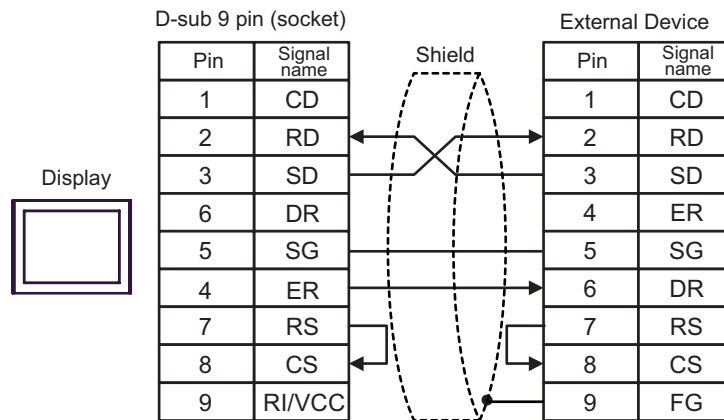 D-sub 9 pin (socket)
External Device
Shield
Display
Pin Signal name
1 CD
2 RD
3 SD
6 DR
5 SG
4 ER
7 RS
8 CS
9 RI/VCC
Pin Signal name
1 CD
2 RD
3 SD
4 ER
5 SG
6 DR
7 RS
8 CS
9 FG